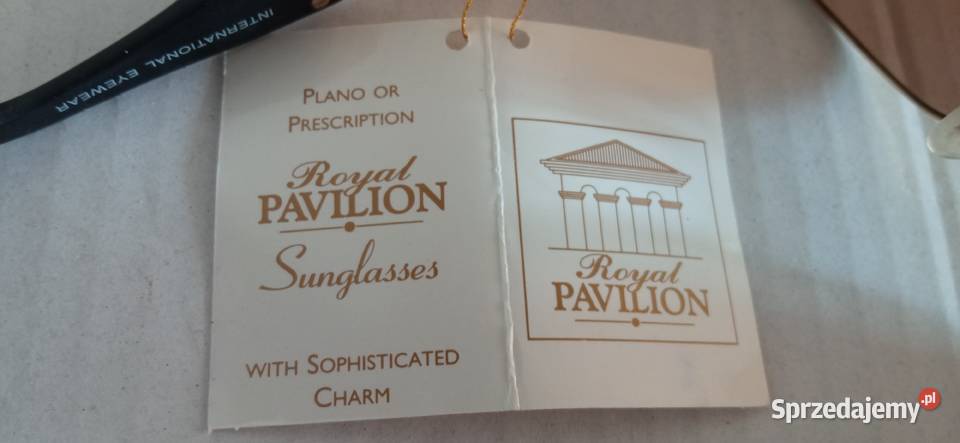 INTERNATIONAL EYEWEAR
PLANO OR
PRESCRIPTION
Royal
PAVILION
Sunglasses
WITH SOPHISTICATED
CHARM
Royal
PAVILION
Sprzedajemy.pl